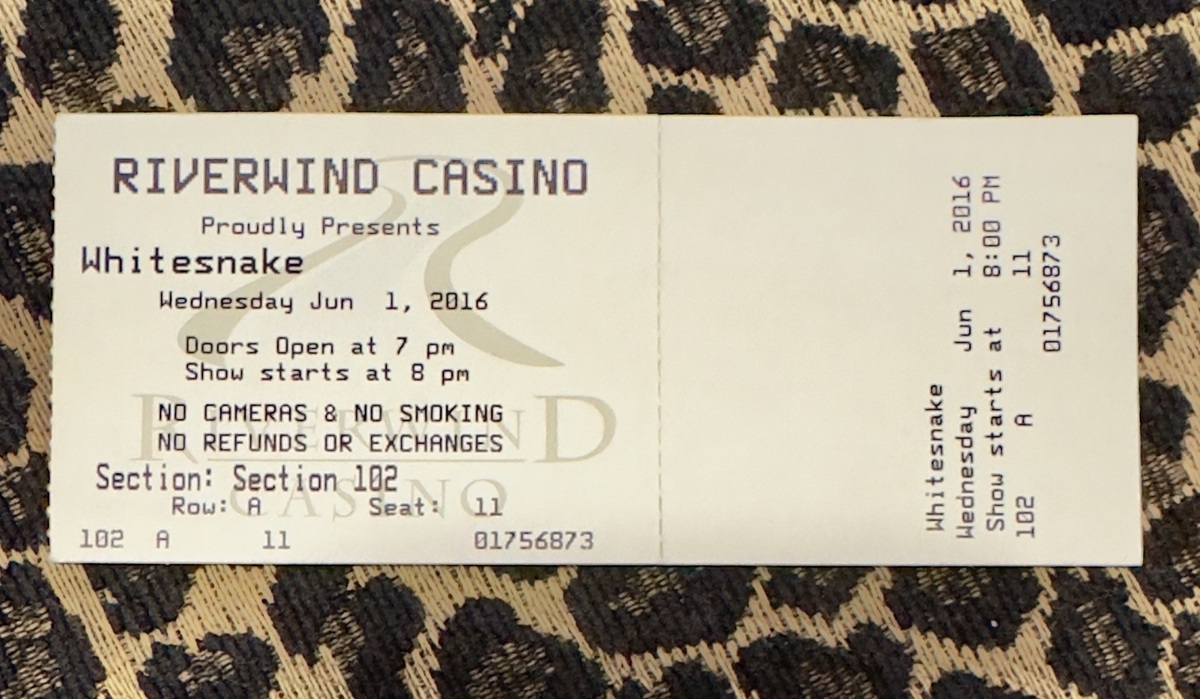 RIVERWIND CASINO
Proudly Presents
Whitesnake
Wednesday Jun 1, 2016
Doors Open at 7 pm
Show starts at 8 pm
NO CAMERAS & NO SMOKING
NO REFUNDS OR EXCHANGES
RIVERWIND
CASINO
Section: Section 102
Row: A Seat: 11
102 A 11 01756873
Whitesnake
Wednesday Jun 1, 2016
Show starts at 8:00 PM
102 A 11
01756873